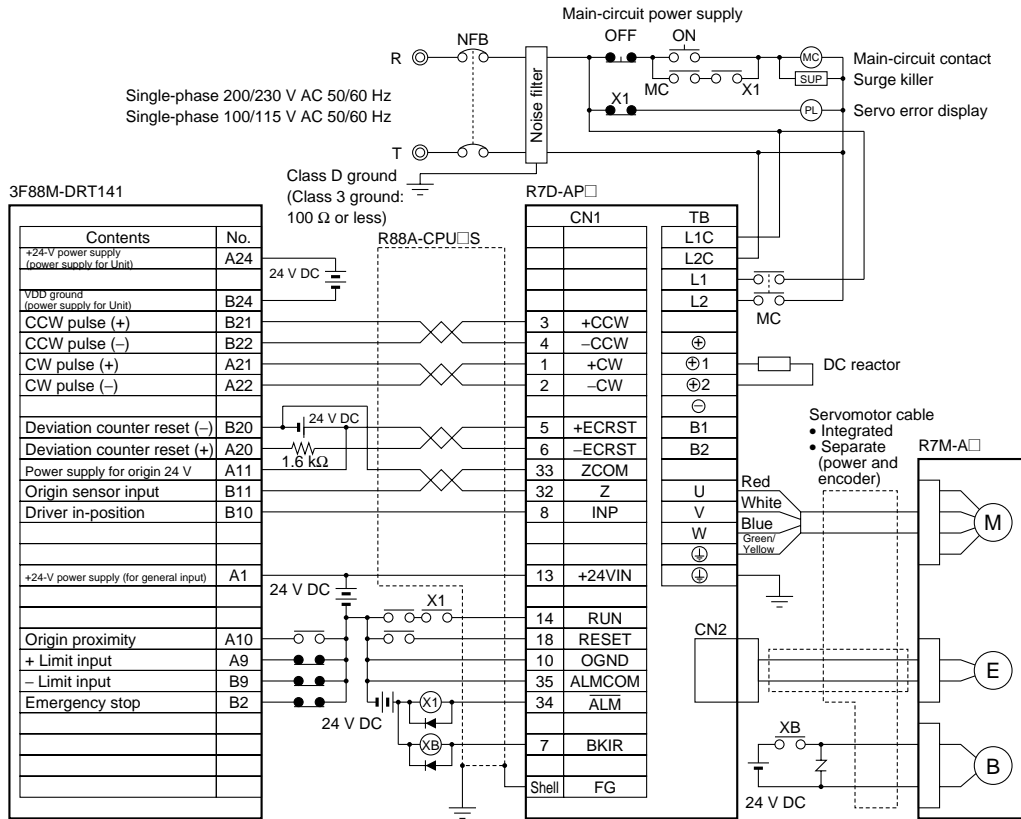 Main-circuit power supply
OFF ON
R NFB
MC Main-circuit contact
MC X1 SUP Surge killer
Single-phase 200/230 V AC 50/60 Hz
Single-phase 100/115 V AC 50/60 Hz
Noise filter
X1 PL Servo error display
T
Class D ground
(Class 3 ground:
100 Ω or less)
3F88M-DRT141
Contents No.
+24-V power supply
(power supply for Unit) A24
24 V DC
VDD ground
(power supply for Unit) B24
CCW pulse (+) B21
CCW pulse (−) B22
CW pulse (+) A21
CW pulse (−) A22
Deviation counter reset (−) B20
24 V DC
Deviation counter reset (+) A20
1.6 kΩ
Power supply for origin 24 V A11
Origin sensor input B11
Driver in-position B10
+24-V power supply (for general input) A1
24 V DC
X1
Origin proximity A10
+ Limit input A9
− Limit input B9
Emergency stop B2
24 V DC
X1
XB
R88A-CPU□S
R7D-AP□
CN1 TB
L1C
L2C
L1
L2
MC
3 +CCW
4 −CCW ⊕
1 +CW ⊕1 DC reactor
2 −CW ⊕2
⊖
5 +ECRST B1
6 −ECRST B2
33 ZCOM
32 Z U Red
8 INP V White
W Blue
Green/
Yellow
13 +24VIN
14 RUN
18 RESET
10 OGND
35 ALMCOM
34 A̅L̅M̅
7 BKIR
Shell FG
CN2
Servomotor cable
• Integrated
• Separate
(power and
encoder)
R7M-A□
M
E
XB
B
24 V DC